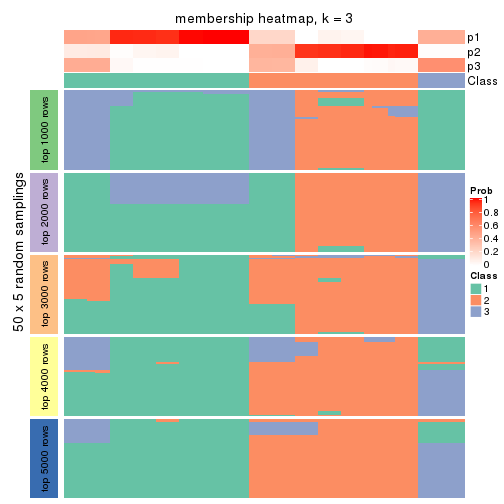 membership heatmap, k = 3
p1
p2
p3
Class
50 x 5 random samplings
top 1000 rows
top 2000 rows
top 3000 rows
top 4000 rows
top 5000 rows
Prob
1
0.8
0.6
0.4
0.2
0
Class
1
2
3